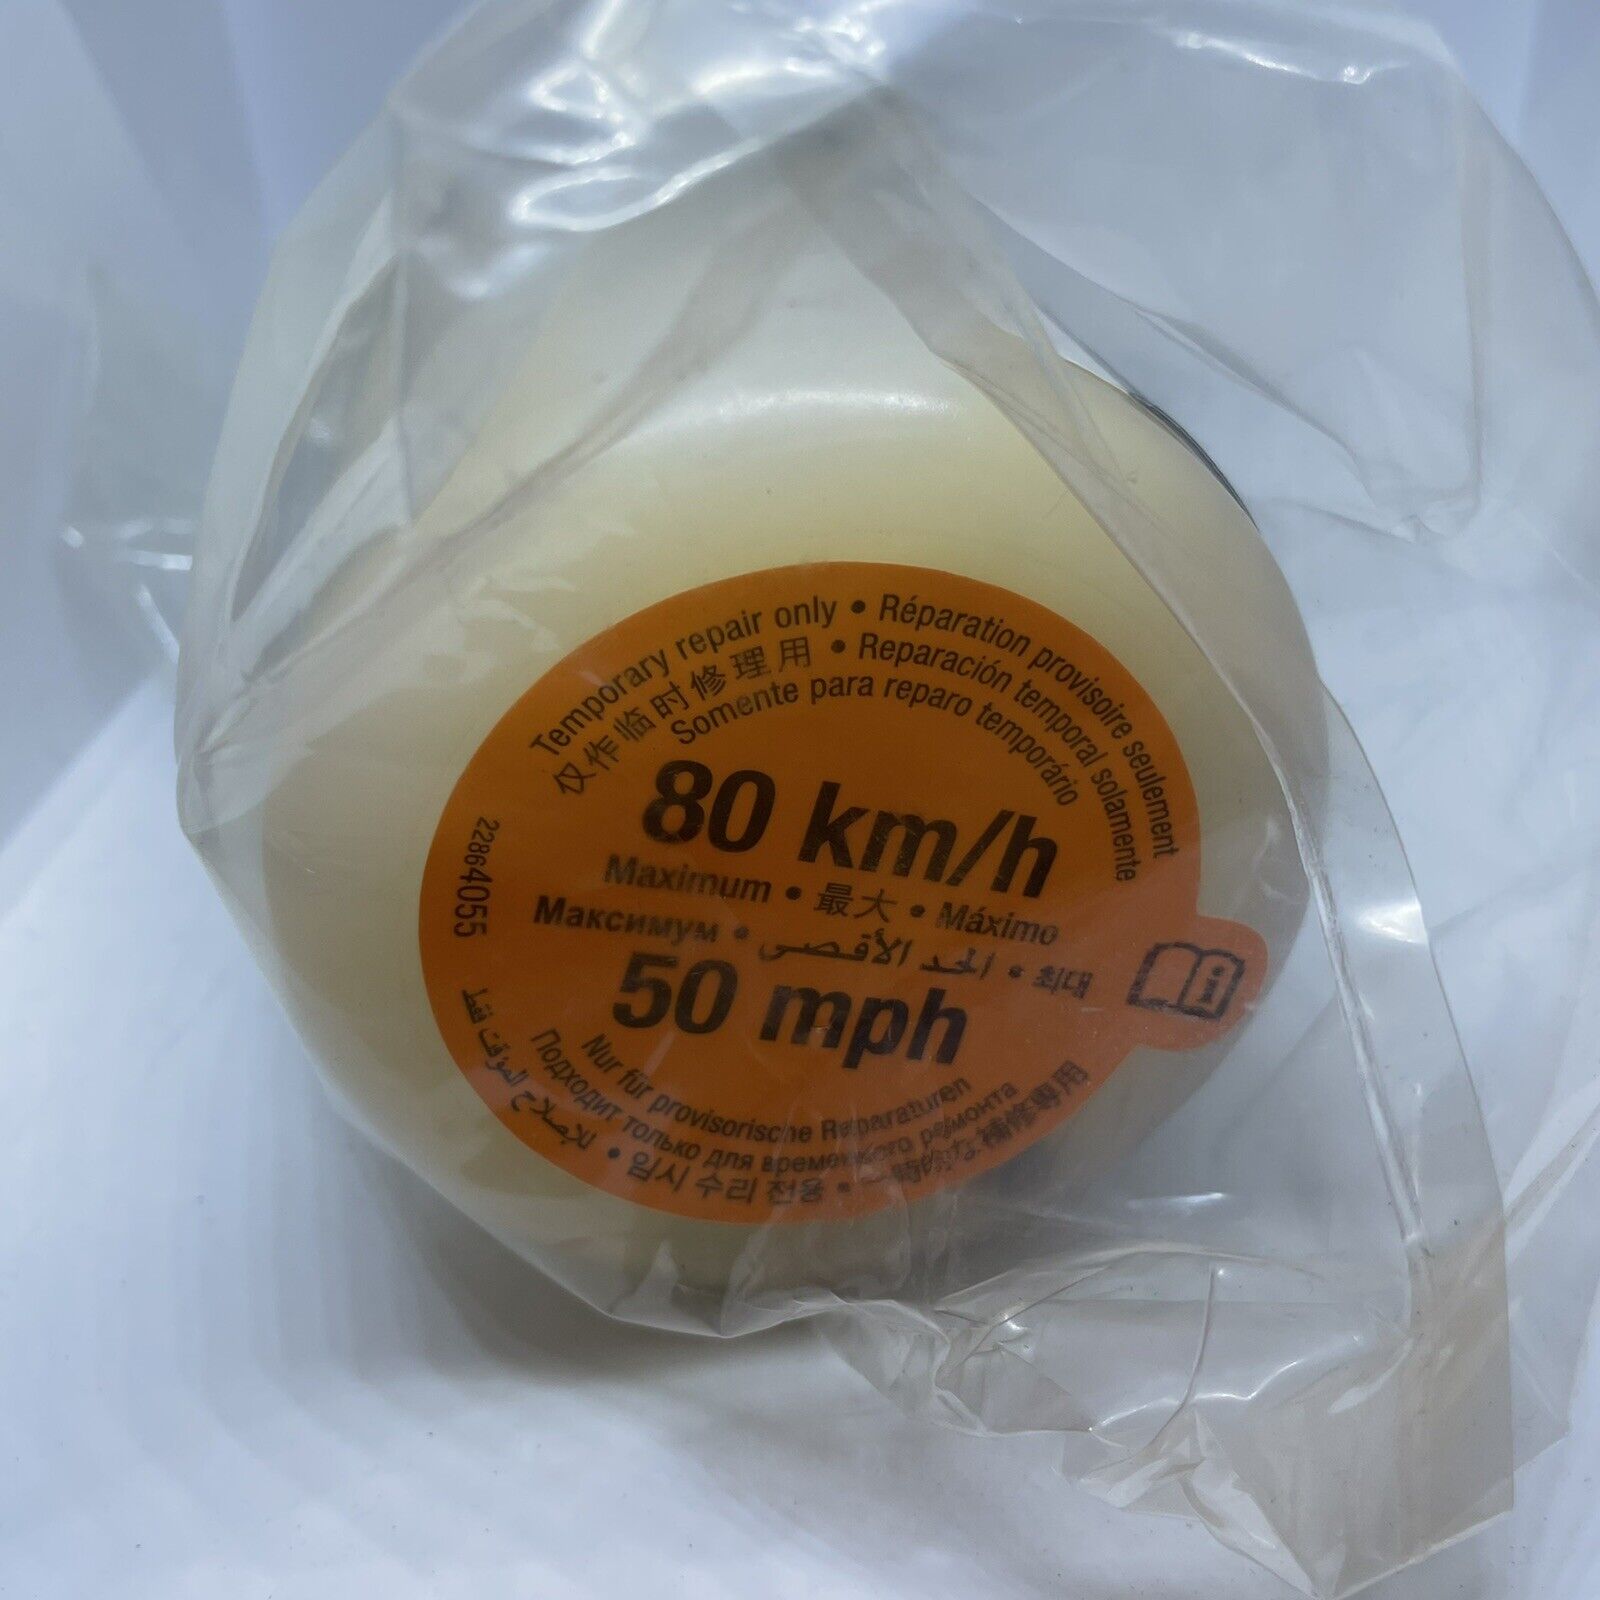 Temporary repair only • Réparation provisoire seulement
仅作临时修理用 • Reparación temporal solamente
Somente para reparo temporário
80 km/h
Maximum • 最大 • Máximo
Максимум • الحد الأقصى • 최대
50 mph
Nur für provisorische Reparaturen
Подходит только для временного ремонта
للإصلاح المؤقت فقط • 임시 수리 전용 • 一時的な補修専用
22864055